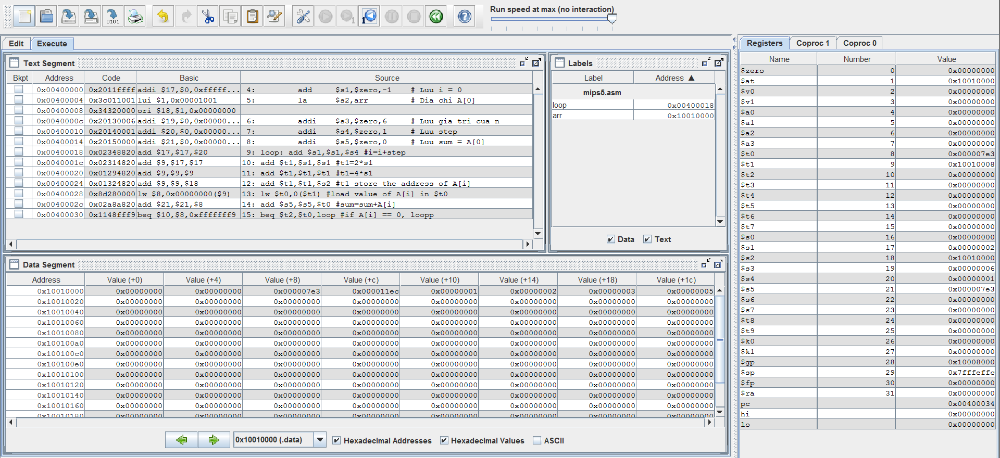 Run speed at max (no interaction)
Edit Execute
Text Segment
Bkpt Address Code Basic Source
0x00400000 0x2011ffff addi $17,$0,0xfffff... 4: add $s1,$zero,-1 # Luu i = 0
0x00400004 0x3c011001 lui $1,0x00001001 5: la $s2,arr # Dia chi A[0]
0x00400008 0x34320000 ori $18,$1,0x00000000
0x0040000c 0x20130006 addi $19,$0,0x00000... 6: addi $s3,$zero,6 # Luu gia tri cua n
0x00400010 0x20140001 addi $20,$0,0x00000... 7: addi $s4,$zero,1 # Luu step
0x00400014 0x20150000 addi $21,$0,0x00000... 8: addi $s5,$zero,0 # Luu sum = A[0]
0x00400018 0x02348820 add $17,$17,$20 9: loop: add $s1,$s1,$s4 #i=i+step
0x0040001c 0x02314820 add $9,$17,$17 10: add $t1,$s1,$s1 #t1=2*s1
0x00400020 0x01294820 add $9,$9,$9 11: add $t1,$t1,$t1 #t1=4*s1
0x00400024 0x01324820 add $9,$9,$18 12: add $t1,$t1,$s2 #t1 store the address of A[i]
0x00400028 0x8d280000 lw $8,0x00000000($9) 13: lw $t0,0($t1) #load value of A[i] in $t0
0x0040002c 0x02a8a820 add $21,$21,$8 14: add $s5,$s5,$t0 #sum=sum+A[i]
0x00400030 0x1148fff9 beq $10,$8,0xfffffff9 15: beq $t2,$t0,loop #if A[i] == 0, loopp
Labels
Label Address ▲
mips5.asm
loop 0x00400018
arr 0x10010000
Data Text
Data Segment
Address Value (+0) Value (+4) Value (+8) Value (+c) Value (+10) Value (+14) Value (+18) Value (+1c)
0x10010000 0x00000000 0x00000000 0x000007e3 0x000011ec 0x00000001 0x00000002 0x00000003 0x00000005
0x10010020 0x00000000 0x00000000 0x00000000 0x00000000 0x00000000 0x00000000 0x00000000 0x00000000
0x10010040 0x00000000 0x00000000 0x00000000 0x00000000 0x00000000 0x00000000 0x00000000 0x00000000
0x10010060 0x00000000 0x00000000 0x00000000 0x00000000 0x00000000 0x00000000 0x00000000 0x00000000
0x10010080 0x00000000 0x00000000 0x00000000 0x00000000 0x00000000 0x00000000 0x00000000 0x00000000
0x100100a0 0x00000000 0x00000000 0x00000000 0x00000000 0x00000000 0x00000000 0x00000000 0x00000000
0x100100c0 0x00000000 0x00000000 0x00000000 0x00000000 0x00000000 0x00000000 0x00000000 0x00000000
0x100100e0 0x00000000 0x00000000 0x00000000 0x00000000 0x00000000 0x00000000 0x00000000 0x00000000
0x10010100 0x00000000 0x00000000 0x00000000 0x00000000 0x00000000 0x00000000 0x00000000 0x00000000
0x10010120 0x00000000 0x00000000 0x00000000 0x00000000 0x00000000 0x00000000 0x00000000 0x00000000
0x10010140 0x00000000 0x00000000 0x00000000 0x00000000 0x00000000 0x00000000 0x00000000 0x00000000
0x10010160 0x00000000 0x00000000 0x00000000 0x00000000 0x00000000 0x00000000 0x00000000 0x00000000
0x10010180 0x00000000 0x00000000 0x00000000 0x00000000 0x00000000 0x00000000 0x00000000 0x00000000
0x10010000 (.data) Hexadecimal Addresses Hexadecimal Values ASCII
Registers Coproc 1 Coproc 0
Name Number Value
$zero 0 0x00000000
$at 1 0x10010000
$v0 2 0x00000000
$v1 3 0x00000000
$a0 4 0x00000000
$a1 5 0x00000000
$a2 6 0x00000000
$a3 7 0x00000000
$t0 8 0x000007e3
$t1 9 0x10010008
$t2 10 0x00000000
$t3 11 0x00000000
$t4 12 0x00000000
$t5 13 0x00000000
$t6 14 0x00000000
$t7 15 0x00000000
$s0 16 0x00000000
$s1 17 0x00000002
$s2 18 0x10010000
$s3 19 0x00000006
$s4 20 0x00000001
$s5 21 0x000007e3
$s6 22 0x00000000
$s7 23 0x00000000
$t8 24 0x00000000
$t9 25 0x00000000
$k0 26 0x00000000
$k1 27 0x00000000
$gp 28 0x10008000
$sp 29 0x7fffeffc
$fp 30 0x00000000
$ra 31 0x00000000
pc 0x00400034
hi 0x00000000
lo 0x00000000